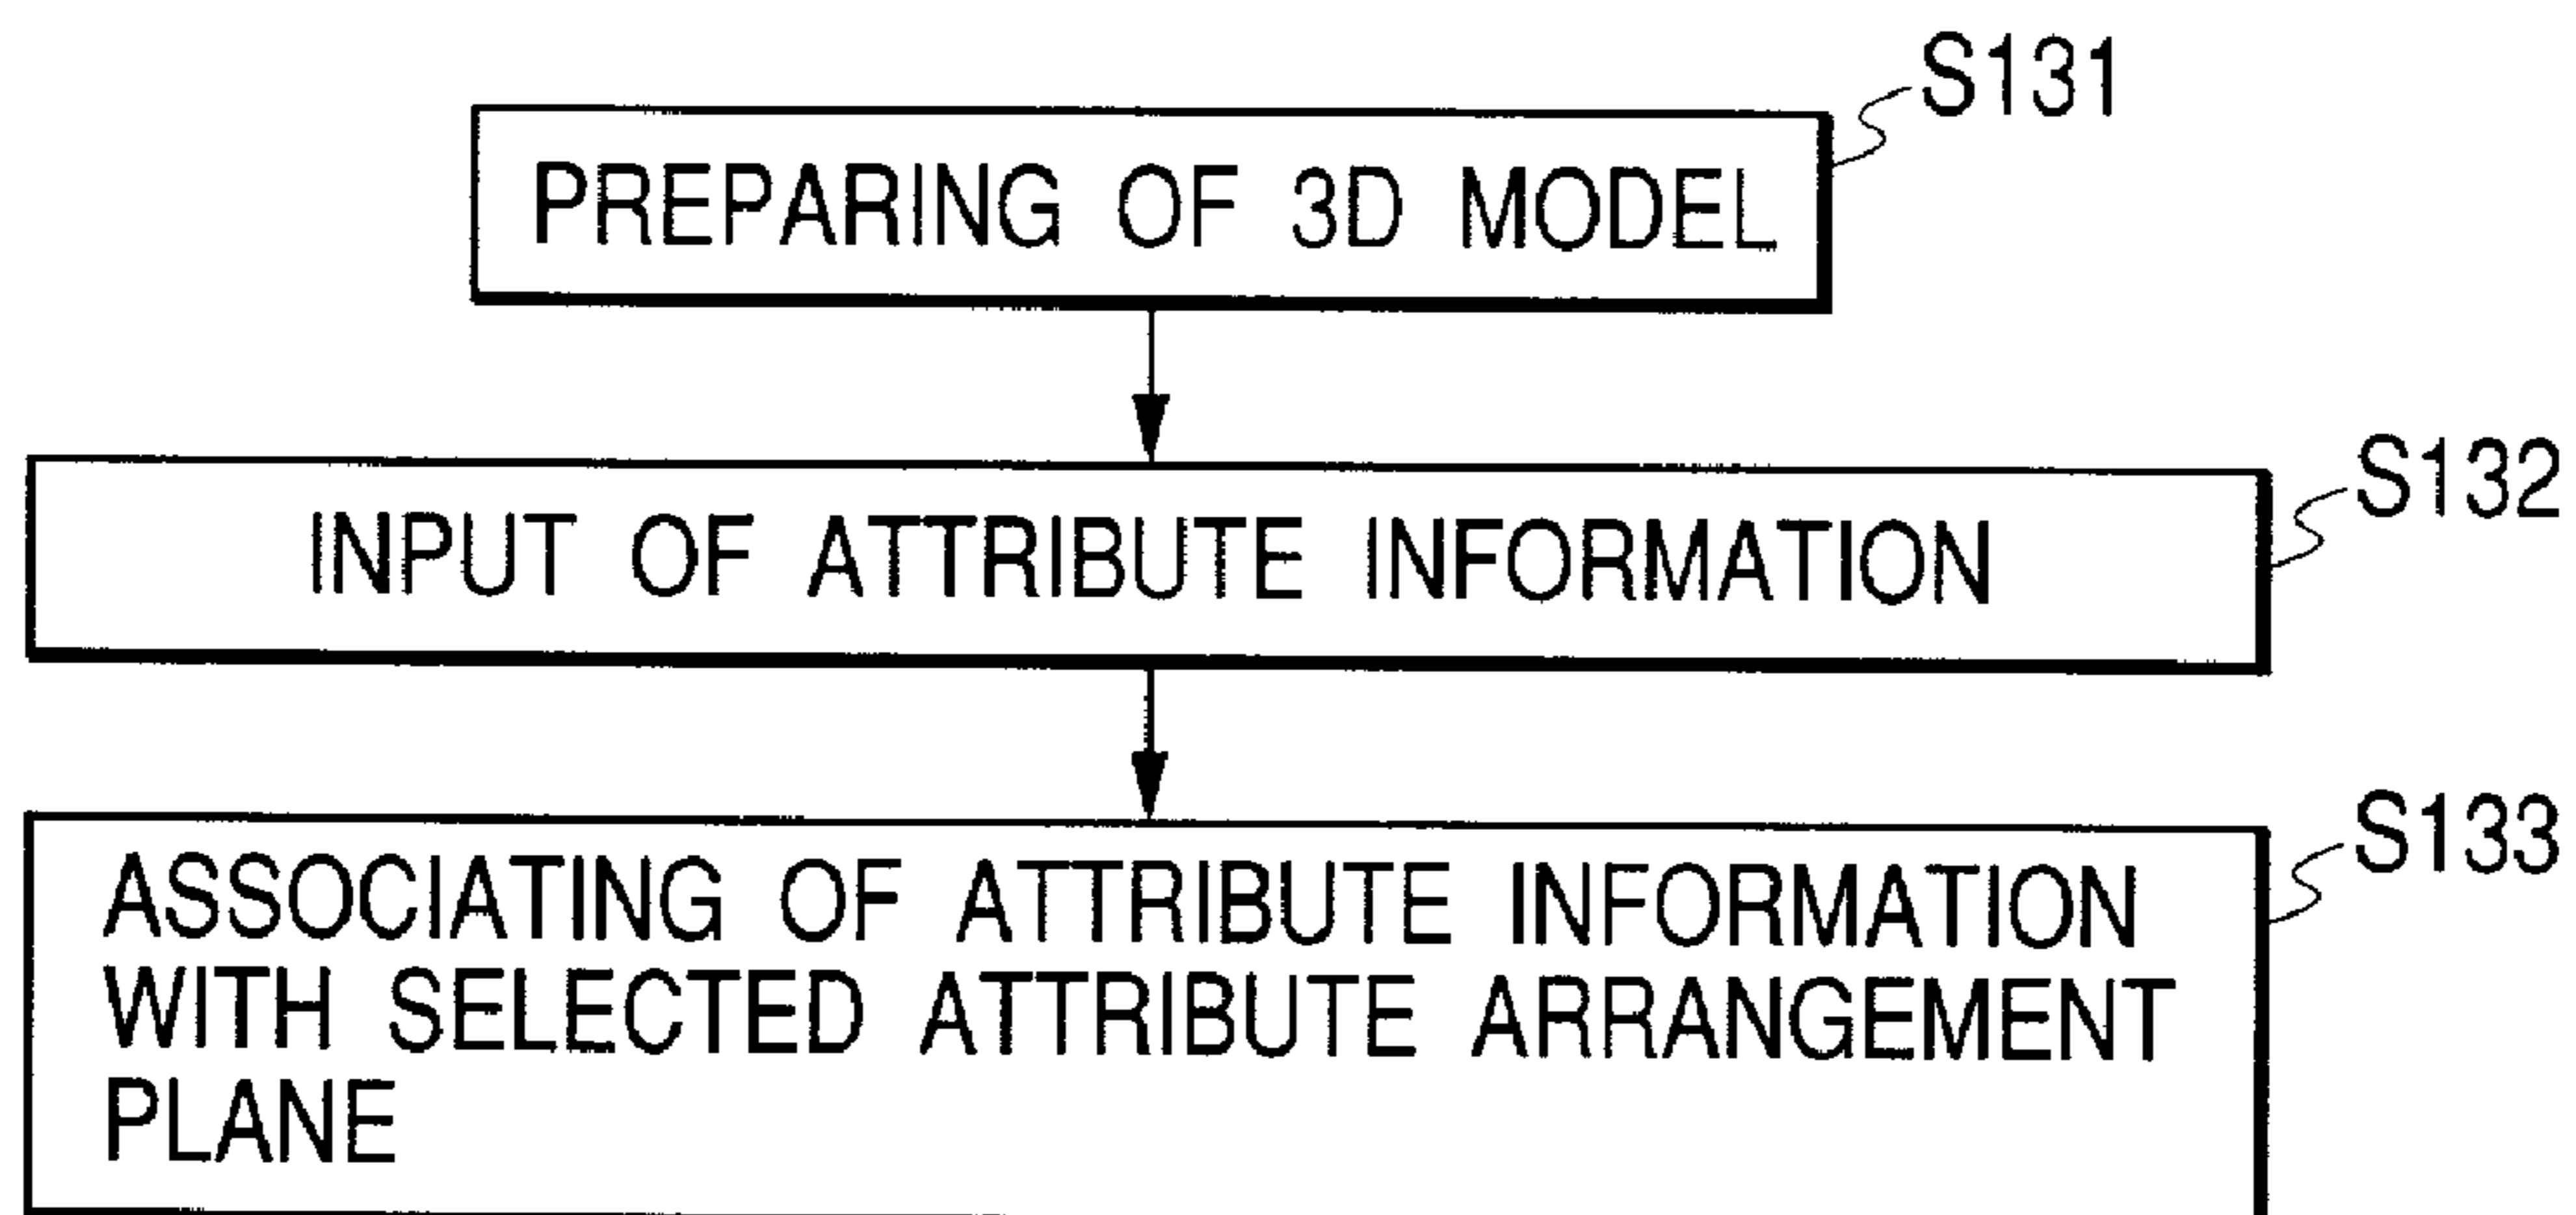 S131
PREPARING OF 3D MODEL
S132
INPUT OF ATTRIBUTE INFORMATION
S133
ASSOCIATING OF ATTRIBUTE INFORMATION
WITH SELECTED ATTRIBUTE ARRANGEMENT
PLANE